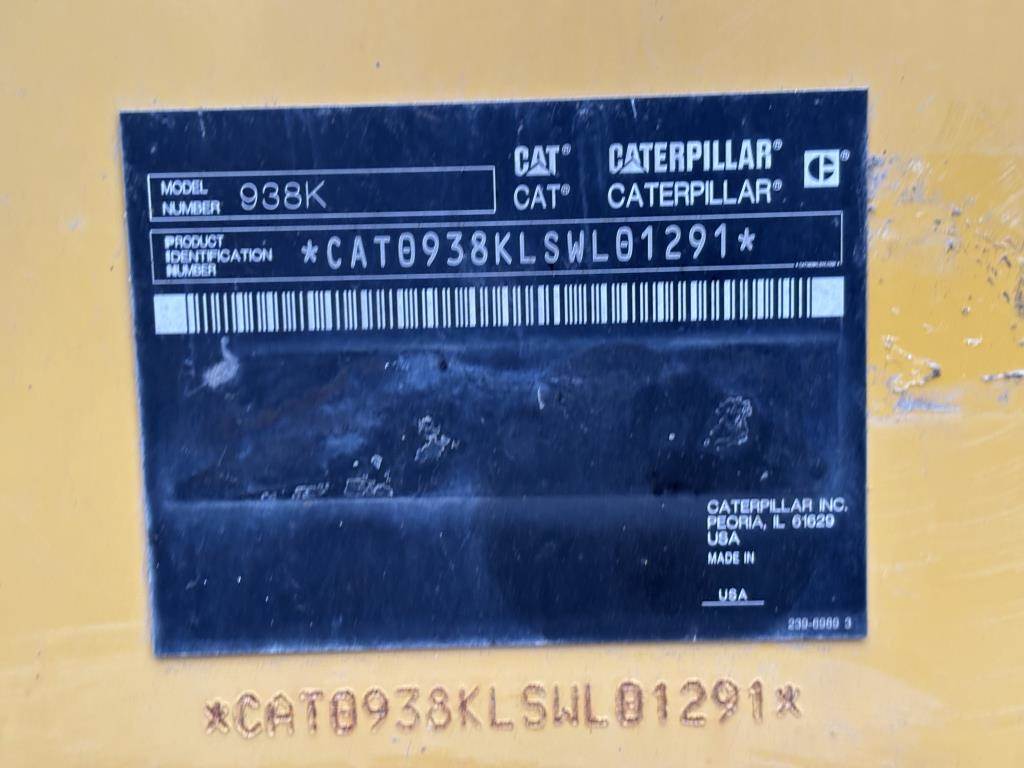 CAT® CATERPILLAR® ®
CAT® CATERPILLAR®
MODEL NUMBER 938K
PRODUCT IDENTIFICATION NUMBER *CAT0938KLSWL01291*
CATERPILLAR INC.
PEORIA, IL 61629
USA
MADE IN
USA
239-6989 3
*CAT0938KLSWL01291*